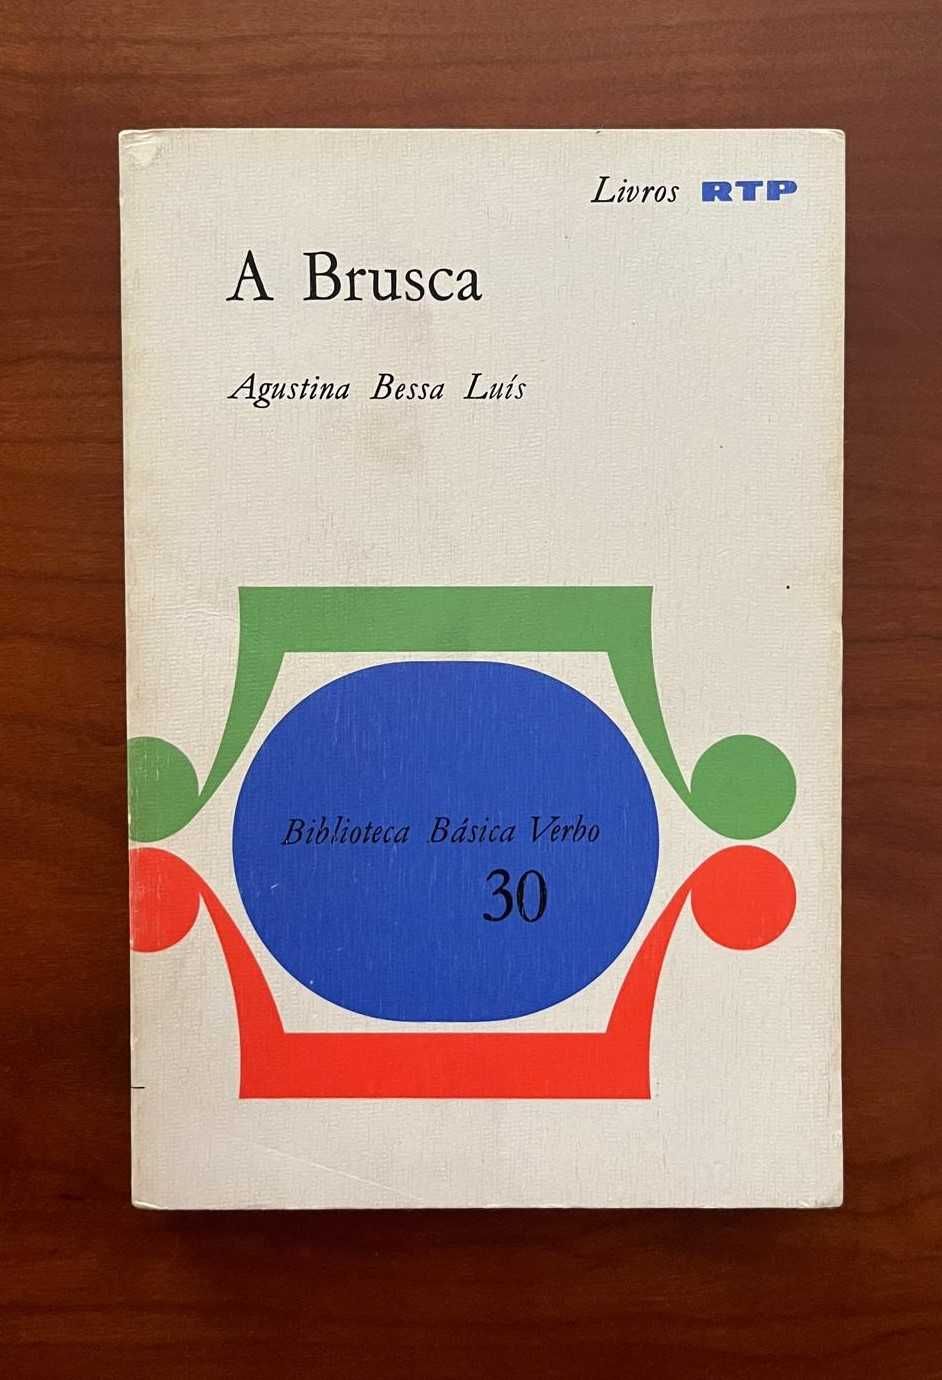 Livros RTP
A Brusca
Agustina Bessa Luís
Biblioteca Básica Verbo
30